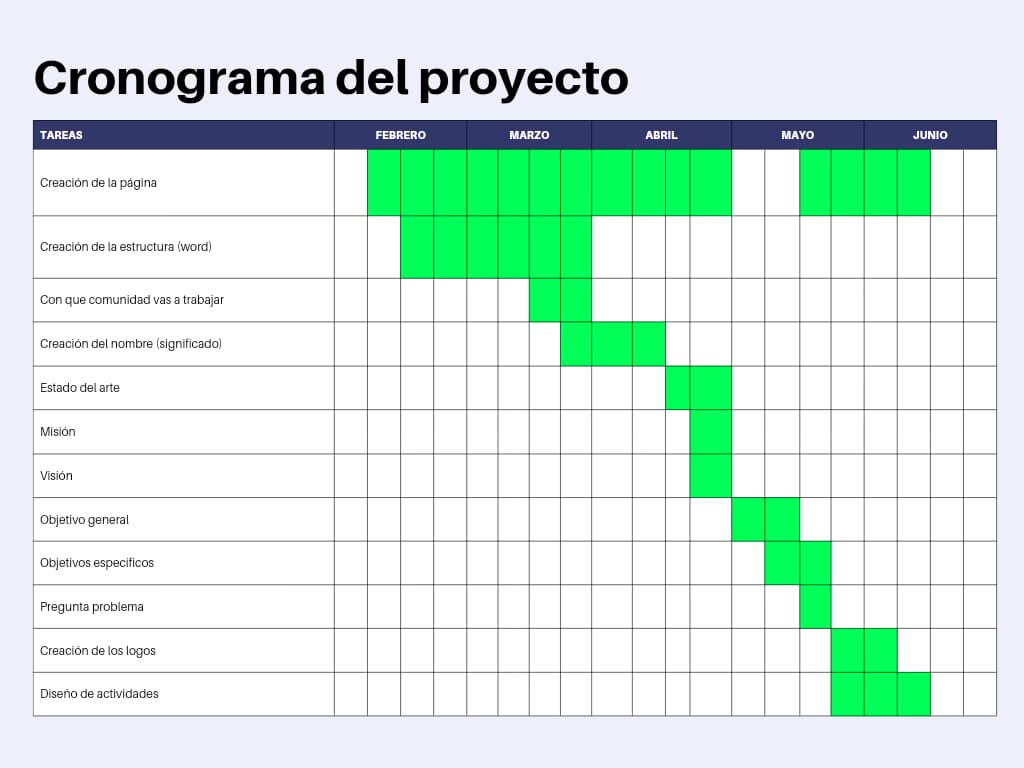 Cronograma del proyecto
TAREAS FEBRERO MARZO ABRIL MAYO JUNIO
Creación de la página
Creación de la estructura (word)
Con que comunidad vas a trabajar
Creación del nombre (significado)
Estado del arte
Misión
Visión
Objetivo general
Objetivos especificos
Pregunta problema
Creación de los logos
Diseño de actividades